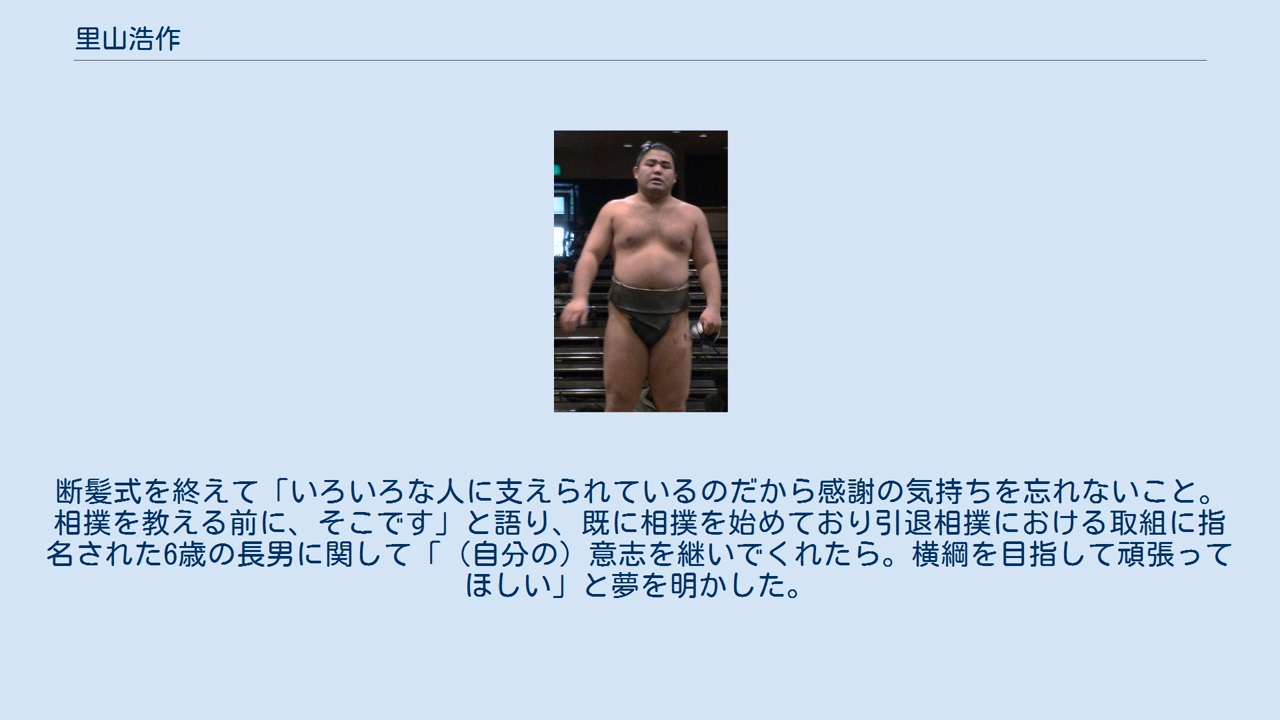 里山浩作
断髪式を終えて「いろいろな人に支えられているのだから感謝の気持ちを忘れないこと。
相撲を教える前に、そこです」と語り、既に相撲を始めており引退相撲における取組に指
名された6歳の長男に関して「（自分の）意志を継いでくれたら。横綱を目指して頑張って
ほしい」と夢を明かした。